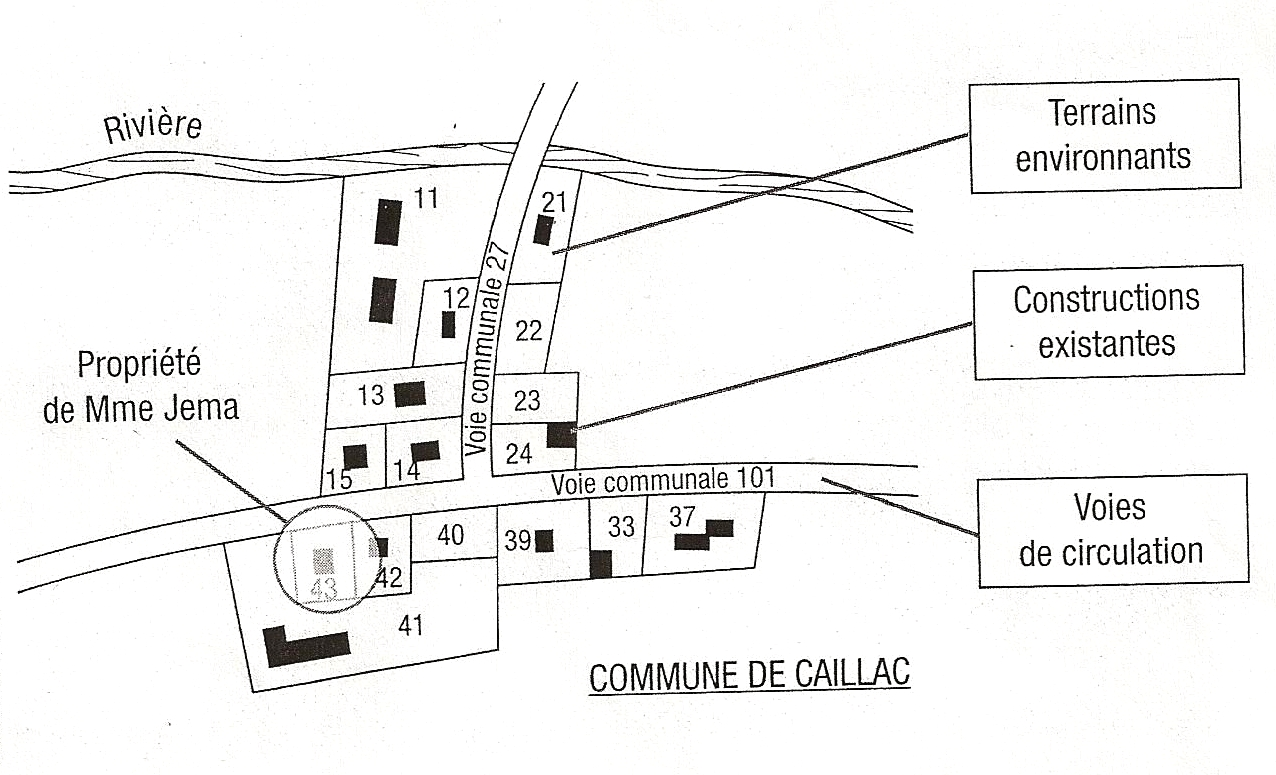 Rivière
Terrains
environnants
11
21
12
22
Voie communale 27
Constructions
existantes
Propriété
de Mme Jema
13
23
15
14
24
Voie communale 101
Voies
de circulation
40
39
33
37
43
42
41
COMMUNE DE CAILLAC